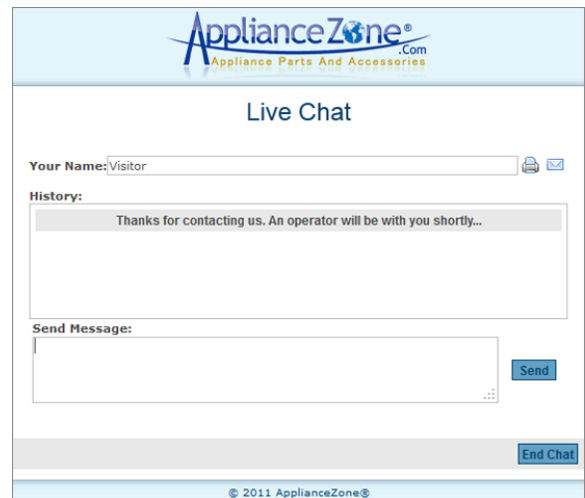 ApplianceZone®
.Com
Appliance Parts And Accessories
Live Chat
Your Name: Visitor
History:
Thanks for contacting us. An operator will be with you shortly...
Send Message:
Send
End Chat
© 2011 ApplianceZone®